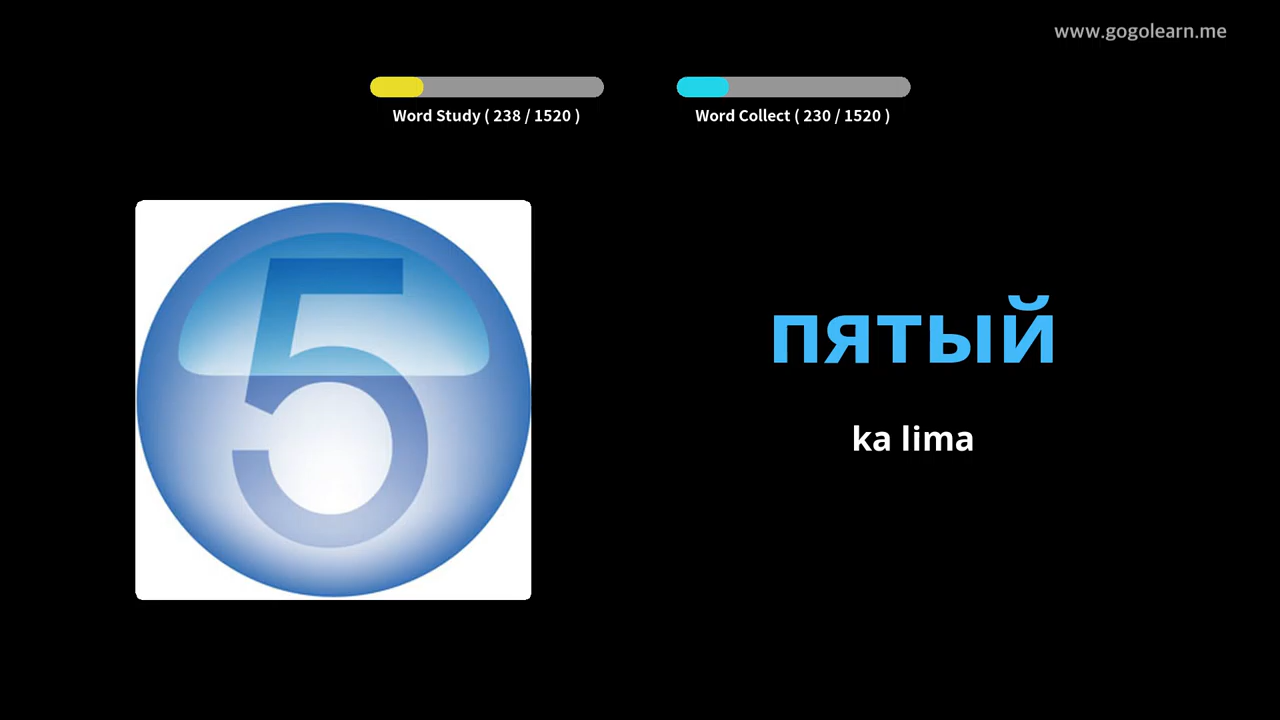 www.gogolearn.me
Word Study ( 238 / 1520 )
Word Collect ( 230 / 1520 )
5
пятый
ka lima